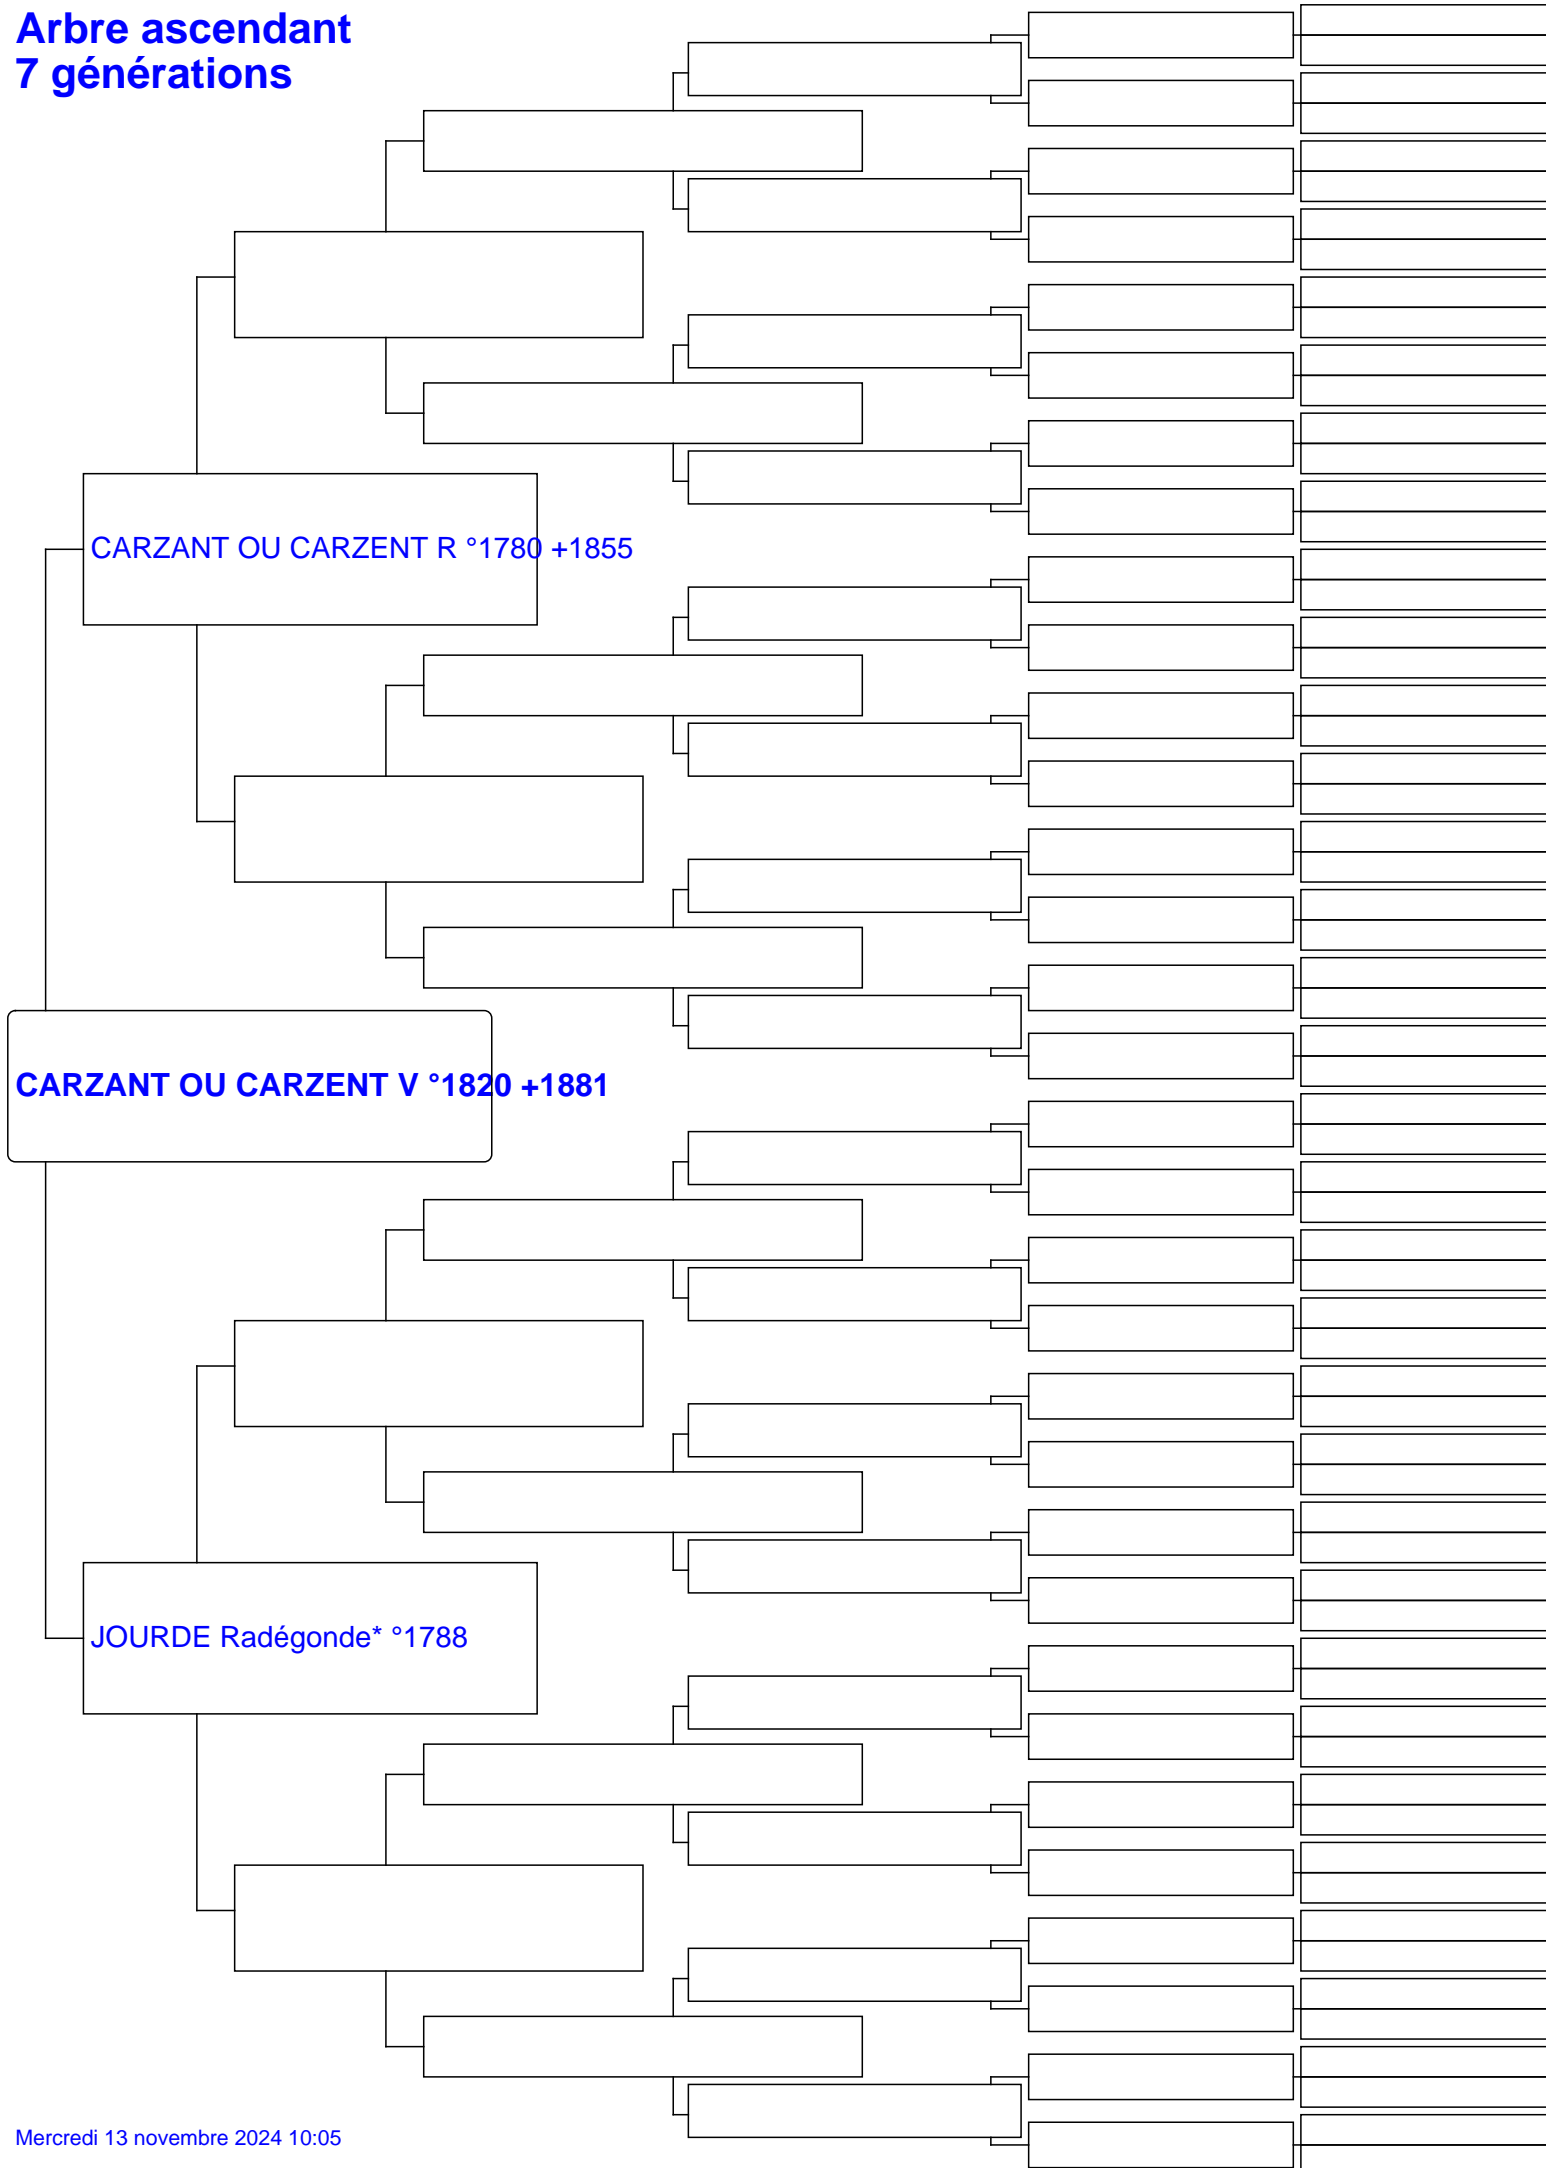 Arbre ascendant
7 générations
CARZANT OU CARZENT R °1780 +1855
CARZANT OU CARZENT V °1820 +1881
JOURDE Radégonde* °1788
Mercredi 13 novembre 2024 10:05